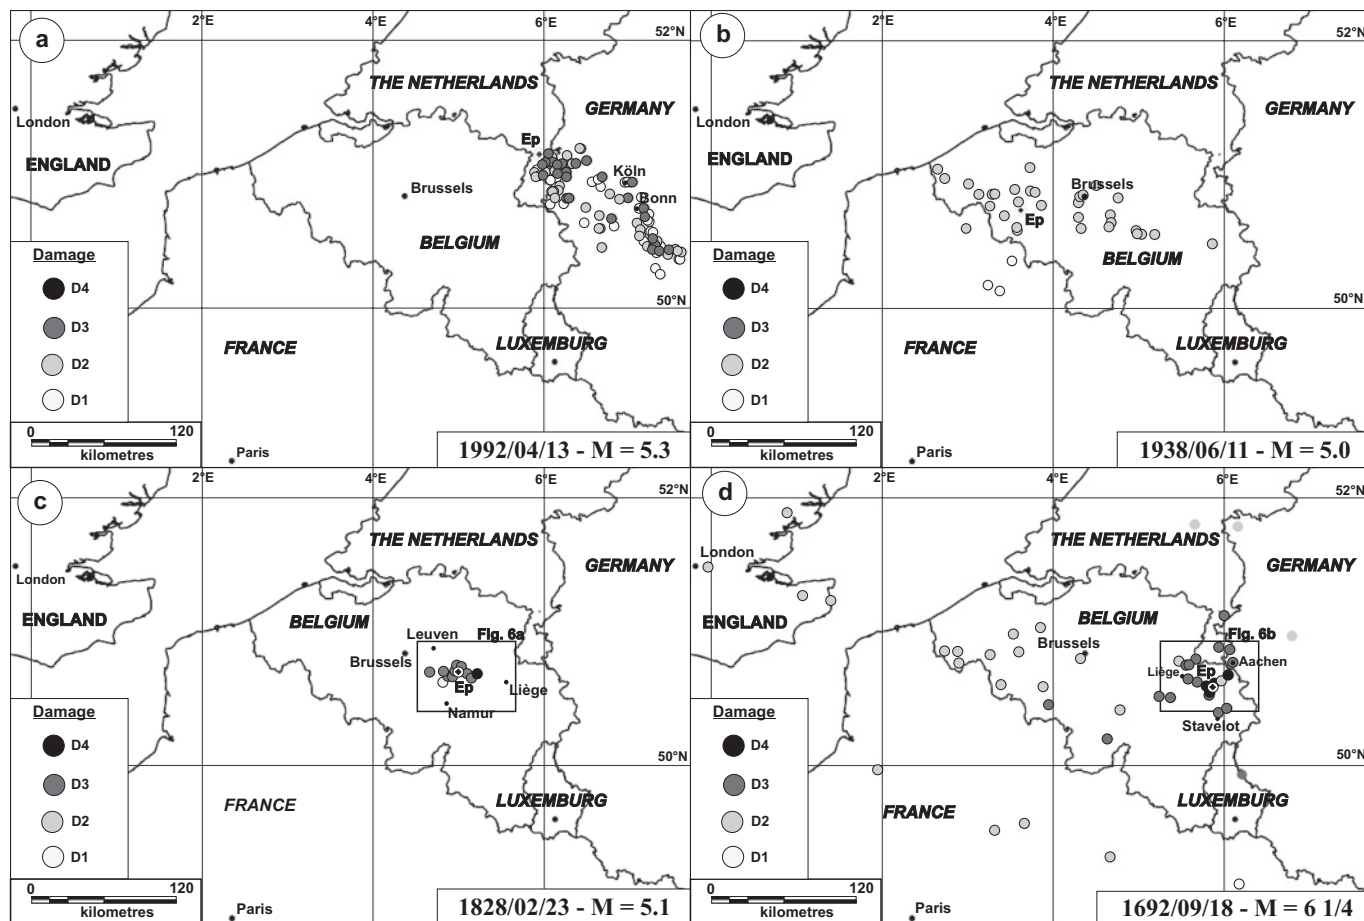 a
2°E
4°E
6°E
52°N
THE NETHERLANDS
GERMANY
London
ENGLAND
Ep
Köln
Brussels
Bonn
BELGIUM
Damage
D4
D3
D2
D1
50°N
FRANCE
LUXEMBURG
0 120
kilometres
Paris
1992/04/13 - M = 5.3
b
2°E
4°E
6°E
52°N
THE NETHERLANDS
GERMANY
London
ENGLAND
Brussels
Ep
BELGIUM
Damage
D4
D3
D2
D1
50°N
FRANCE
LUXEMBURG
0 120
kilometres
Paris
1938/06/11 - M = 5.0
c
2°E
4°E
6°E
52°N
THE NETHERLANDS
GERMANY
London
ENGLAND
BELGIUM
Leuven
Fig. 6a
Brussels
Ep
Liège
Namur
Damage
D4
D3
D2
D1
50°N
FRANCE
LUXEMBURG
0 120
kilometres
Paris
1828/02/23 - M = 5.1
d
2°E
4°E
6°E
52°N
THE NETHERLANDS
GERMANY
London
ENGLAND
BELGIUM
Fig. 6b
Brussels
Aachen
Liège
Ep
Stavelot
Damage
D4
D3
D2
D1
50°N
FRANCE
LUXEMBURG
0 120
kilometres
Paris
1692/09/18 - M = 6 1/4